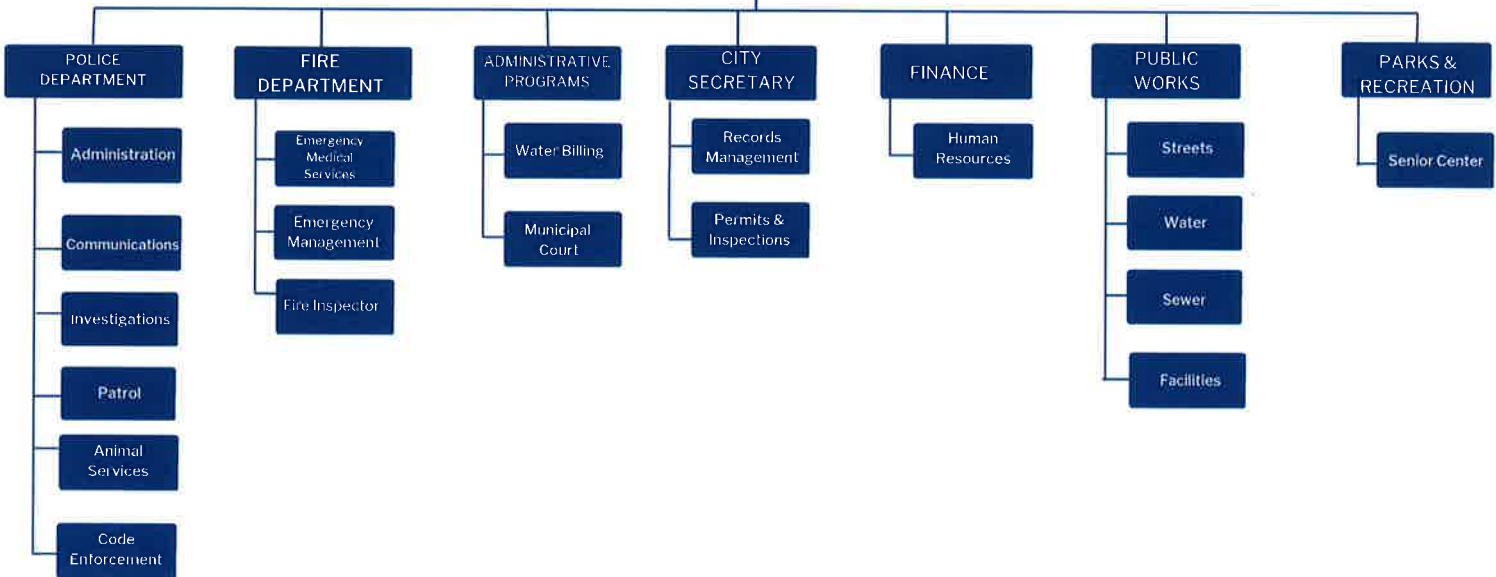 POLICE
DEPARTMENT
Administration
Communications
Investigations
Patrol
Animal
Services
Code
Enforcement
FIRE
DEPARTMENT
Emergency
Medical
Services
Emergency
Management
Fire Inspector
ADMINISTRATIVE
PROGRAMS
Water Billing
Municipal
Court
CITY
SECRETARY
Records
Management
Permits &
Inspections
FINANCE
Human
Resources
PUBLIC
WORKS
Streets
Water
Sewer
Facilities
PARKS &
RECREATION
Senior Center